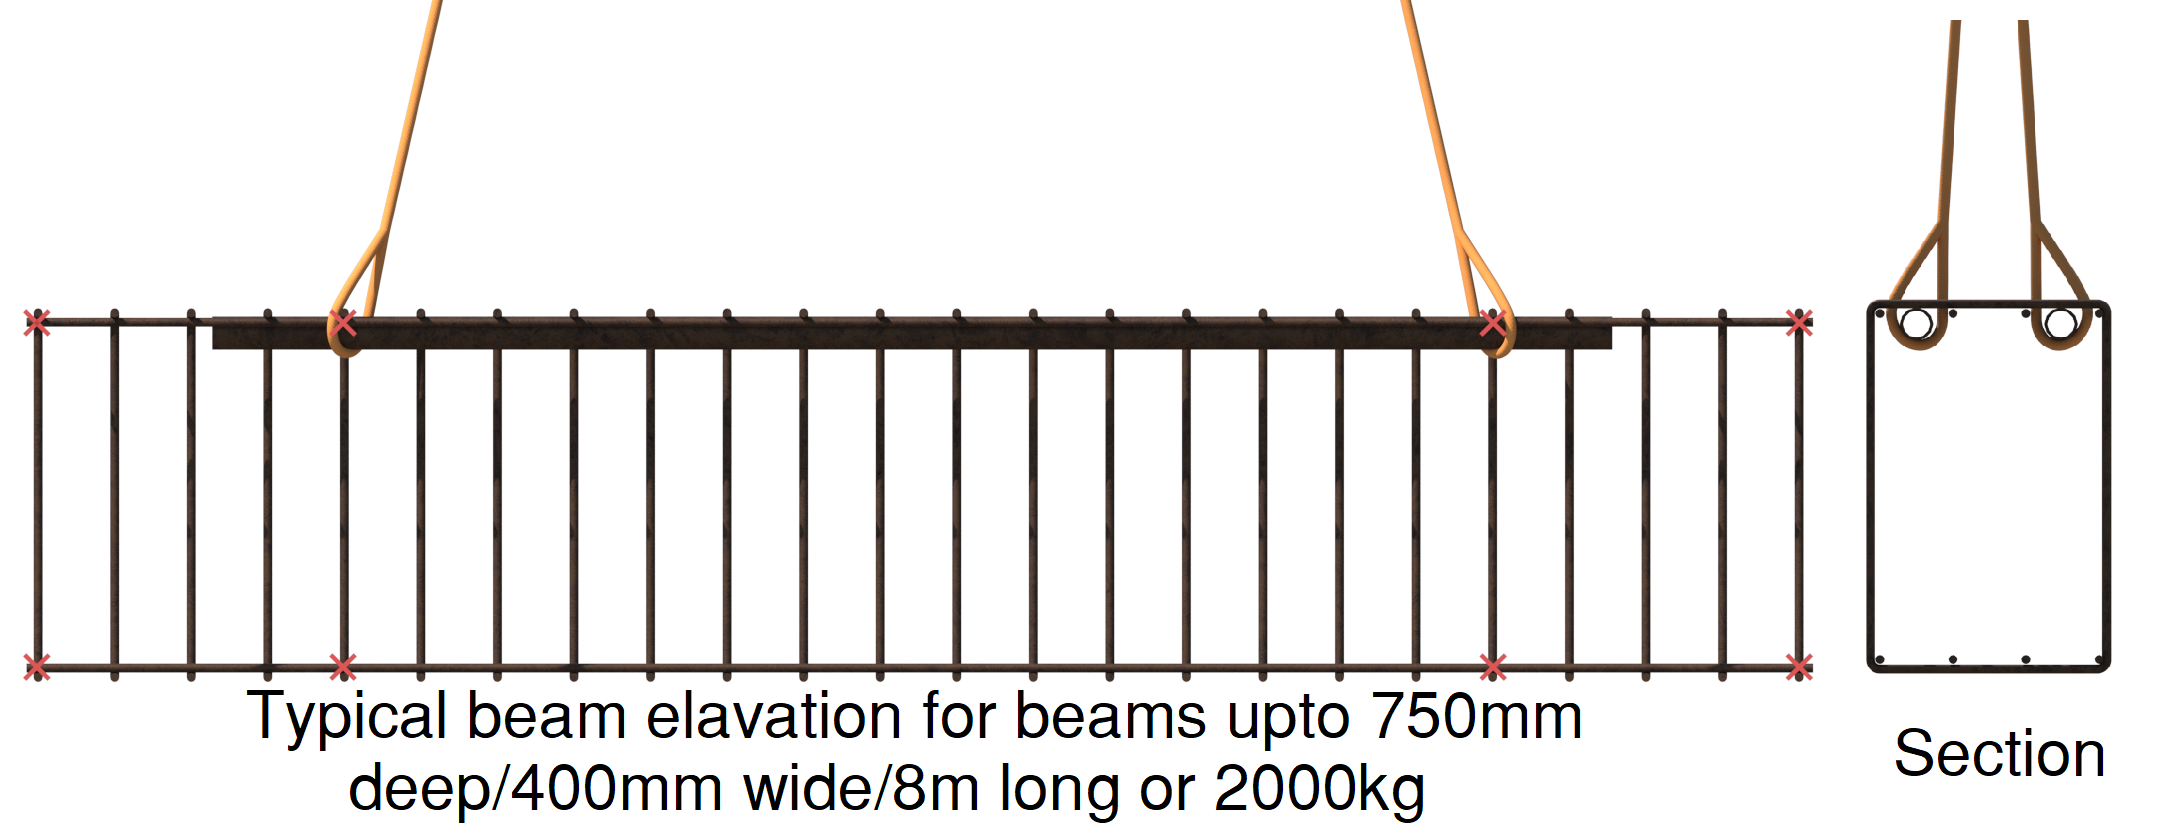 Typical beam elavation for beams upto 750mm
deep/400mm wide/8m long or 2000kg
Section